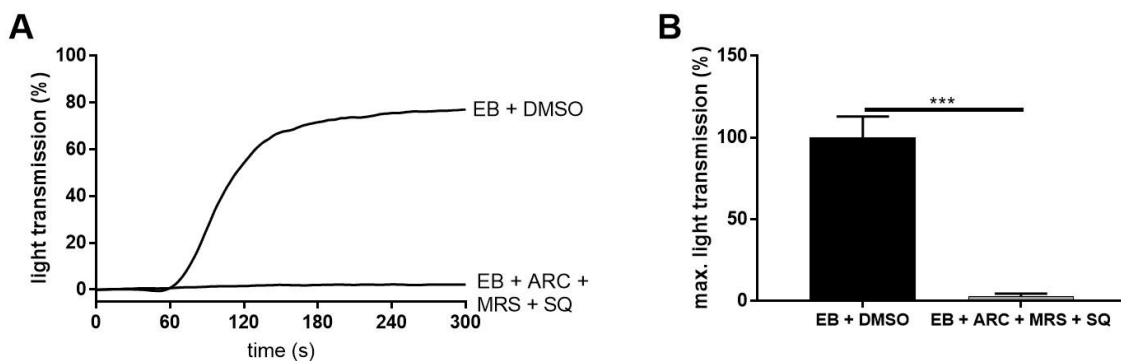 A
light transmission (%)
100
80
60
40
20
0
0 60 120 180 240 300
time (s)
EB + DMSO
EB + ARC +
MRS + SQ
B
max. light transmission (%)
150
100
50
0
***
EB + DMSO EB + ARC + MRS + SQ